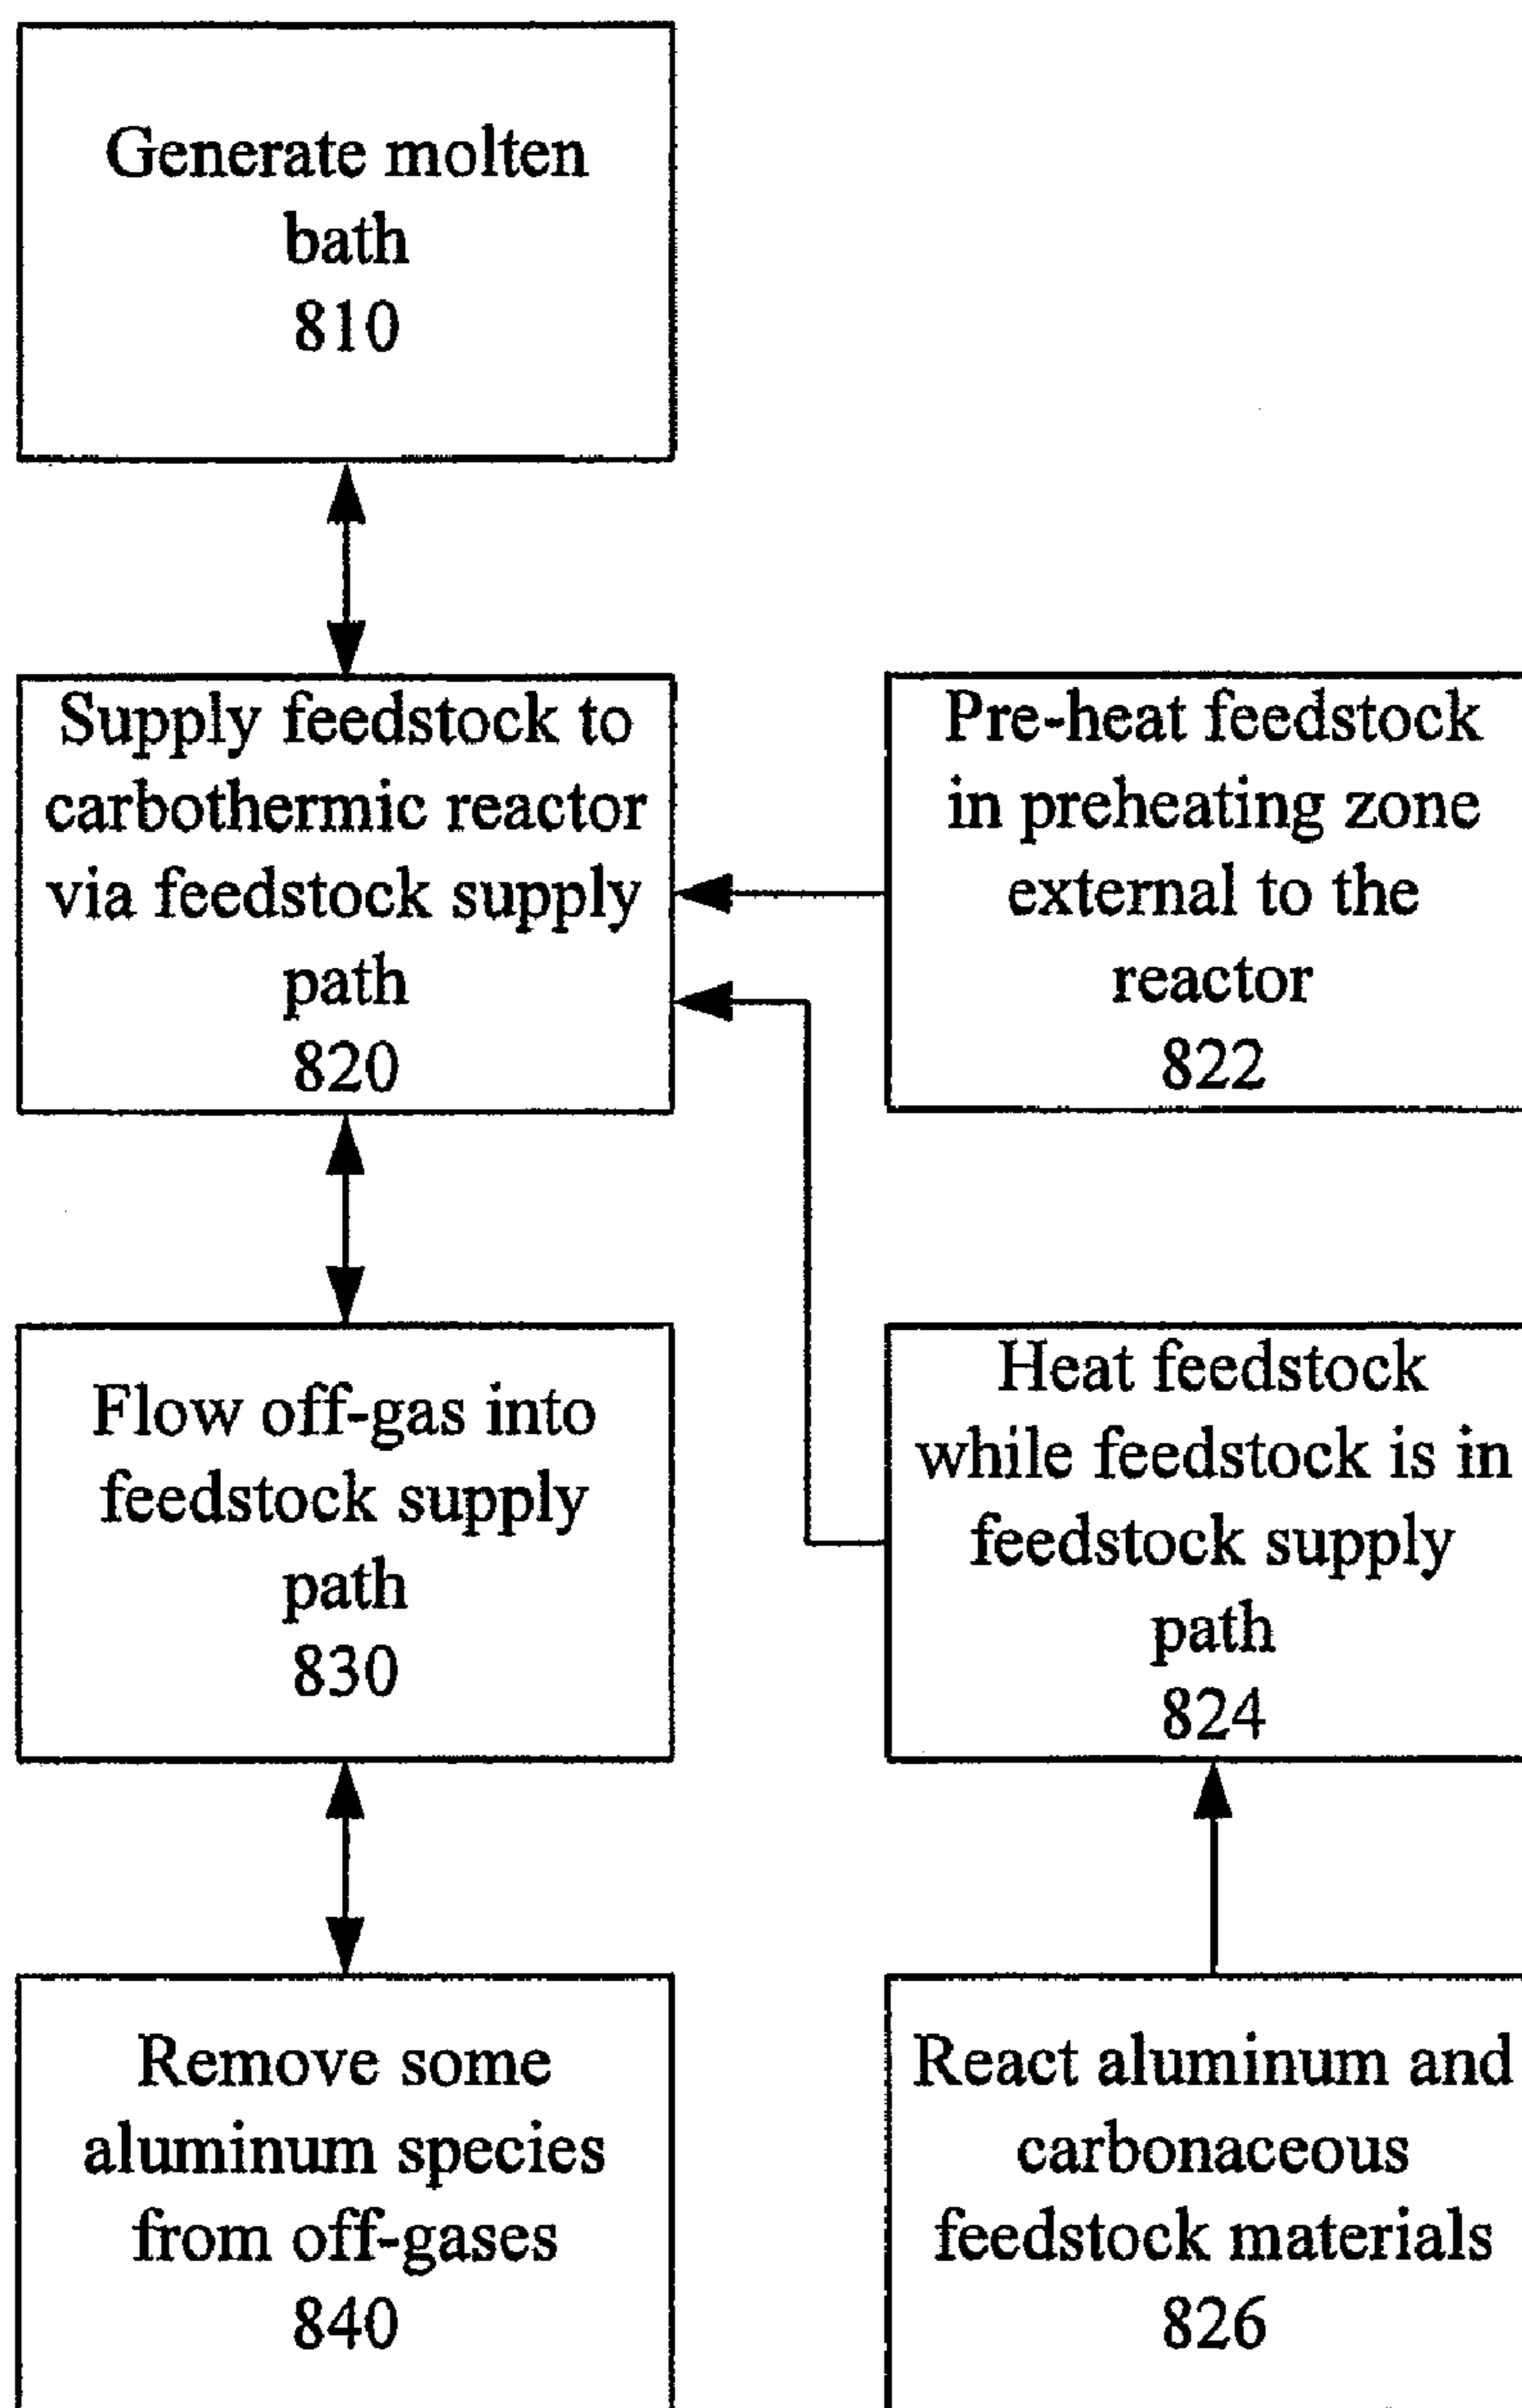 Generate molten
bath
810
Supply feedstock to
carbothermic reactor
via feedstock supply
path
820
Pre-heat feedstock
in preheating zone
external to the
reactor
822
Flow off-gas into
feedstock supply
path
830
Heat feedstock
while feedstock is in
feedstock supply
path
824
Remove some
aluminum species
from off-gases
840
React aluminum and
carbonaceous
feedstock materials
826